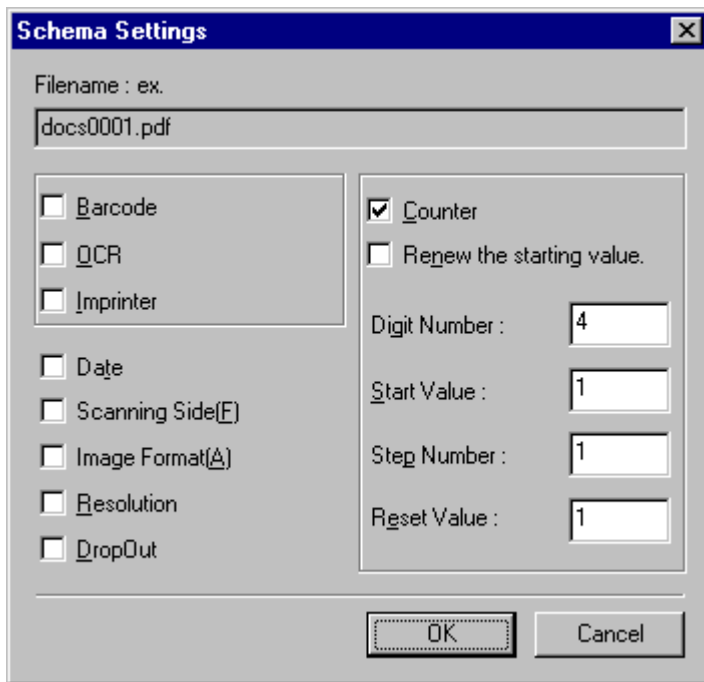 Schema Settings
Filename : ex.
docs0001.pdf
Barcode
OCR
Imprinter
Date
Scanning Side(F)
Image Format(A)
Resolution
DropOut
Counter
Renew the starting value.
Digit Number : 4
Start Value : 1
Step Number : 1
Reset Value : 1
OK Cancel